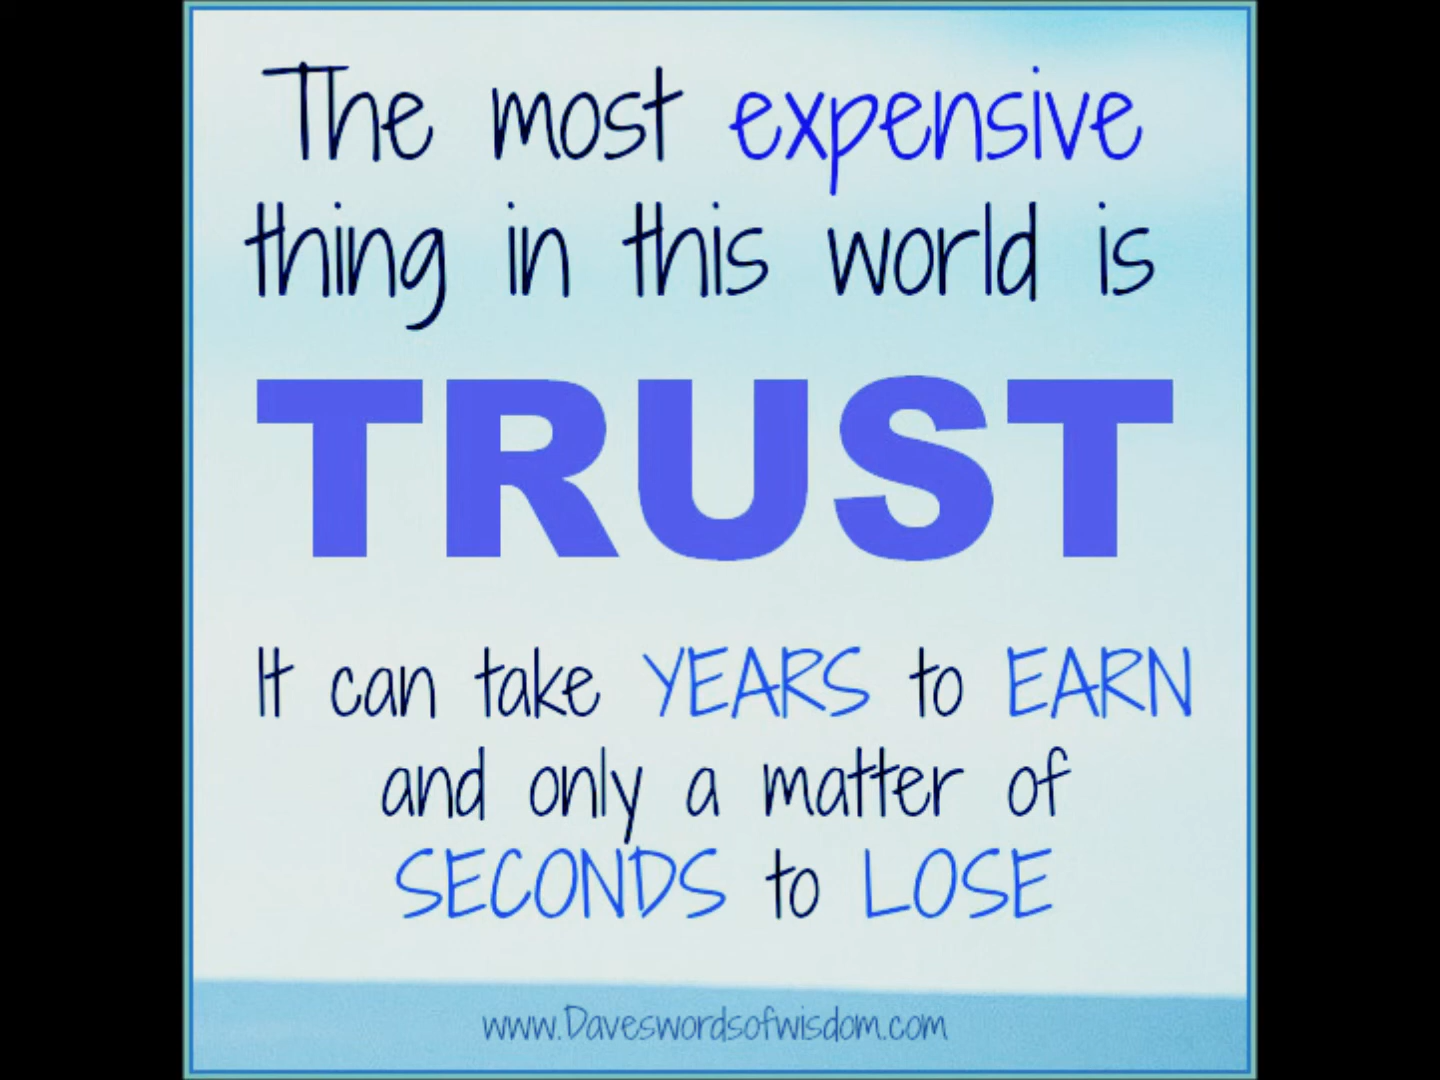 The most expensive
thing in this world is
TRUST
It can take YEARS to EARN
and only a matter of
SECONDS to LOSE
www.Daveswordsofwisdom.com